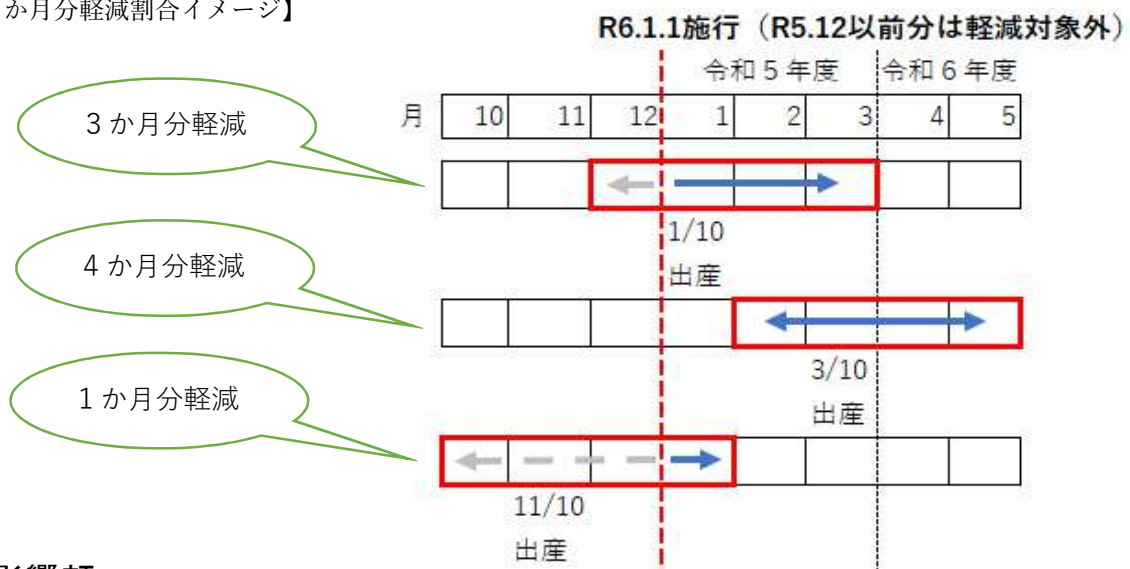 か月分軽減割合イメージ】
R6.1.1施行（R5.12以前分は軽減対象外）
令和５年度 令和６年度
月 10 11 12 1 2 3 4 5
３か月分軽減
1/10
出産
４か月分軽減
3/10
出産
１か月分軽減
11/10
出産